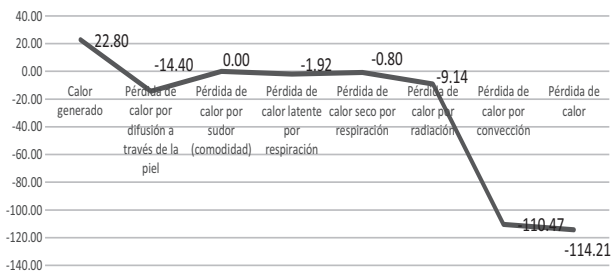 40.00
20.00
0.00
-20.00
-40.00
-60.00
-80.00
-100.00
-120.00
-140.00
22.80
-14.40
0.00
-1.92
-0.80
-9.14
-110.47
-114.21
Calor
generado
Pérdida de
calor por
difusión a
través de la
piel
Pérdida de
calor por
sudor
(comodidad)
Pérdida de
calor latente
por
respiración
Pérdida de
calor seco por
respiración
Pérdida de
calor por
radiación
Pérdida de
calor por
convección
Pérdida de
calor